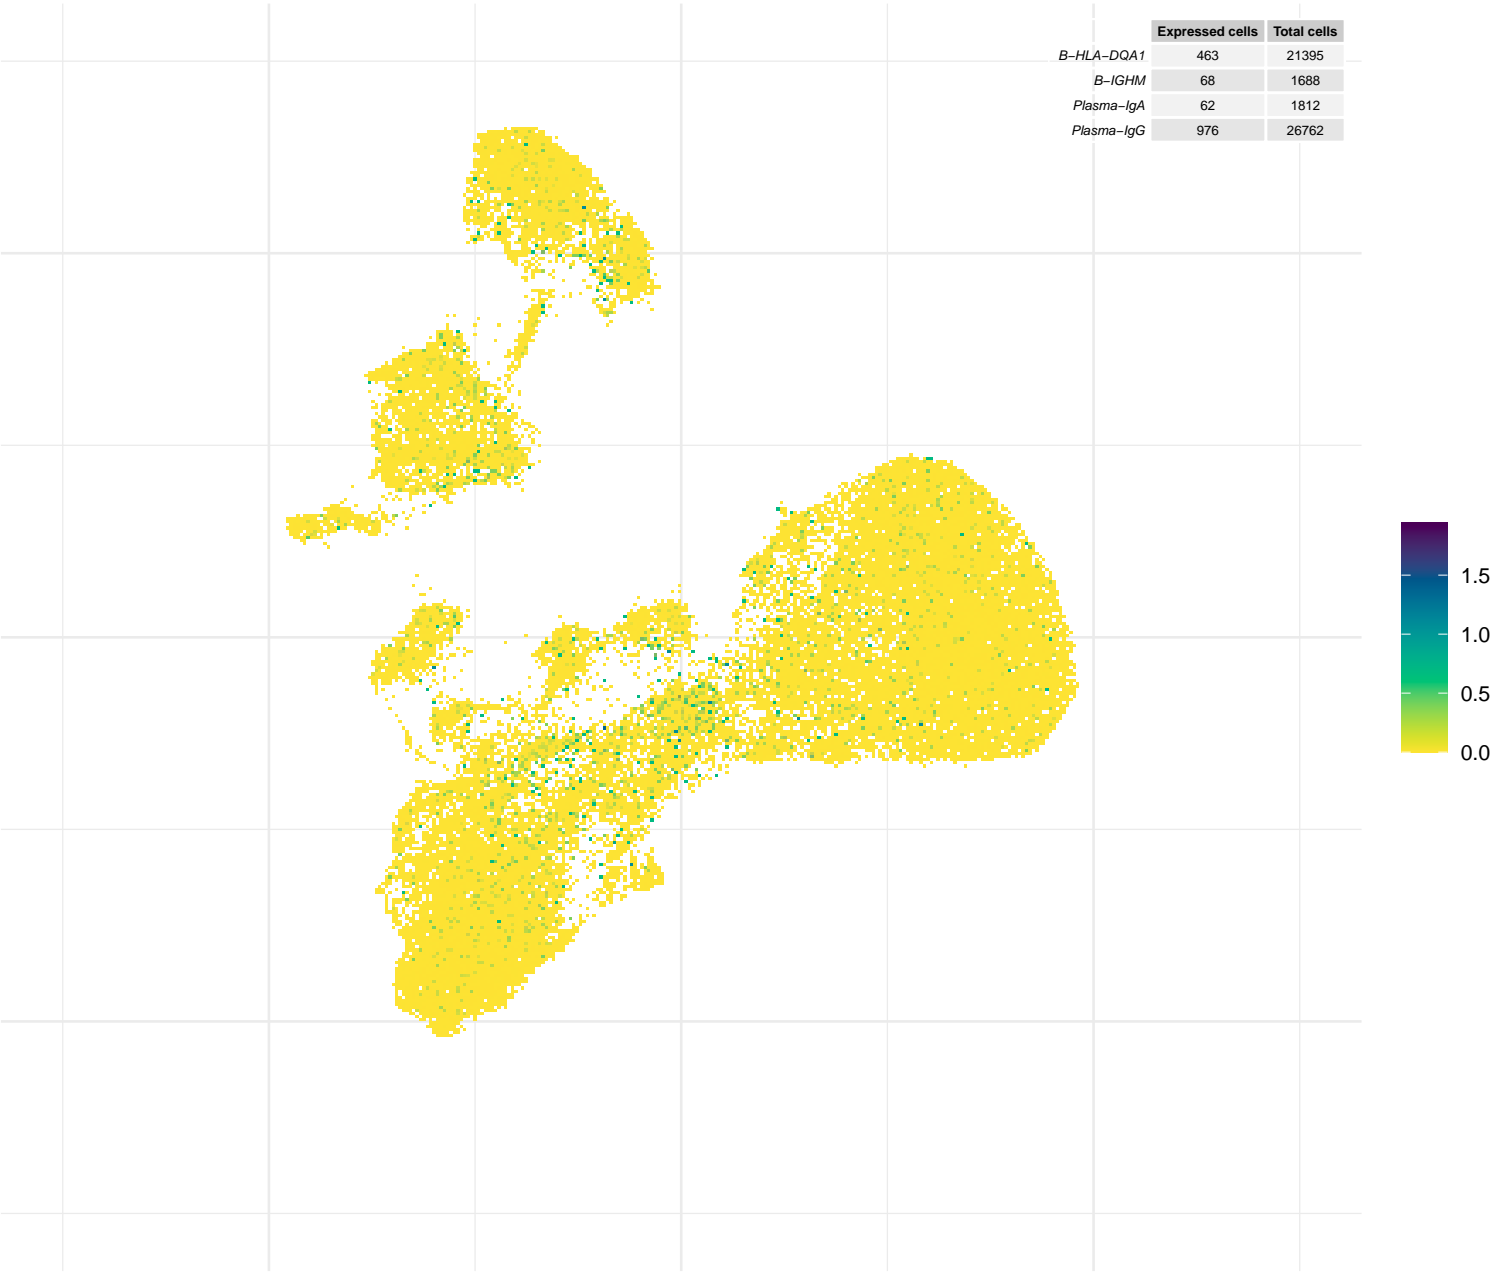 Expressed cells Total cells
B−HLA−DQA1 463 21395
B−IGHM 68 1688
Plasma−IgA 62 1812
Plasma−IgG 976 26762
1.5
1.0
0.5
0.0